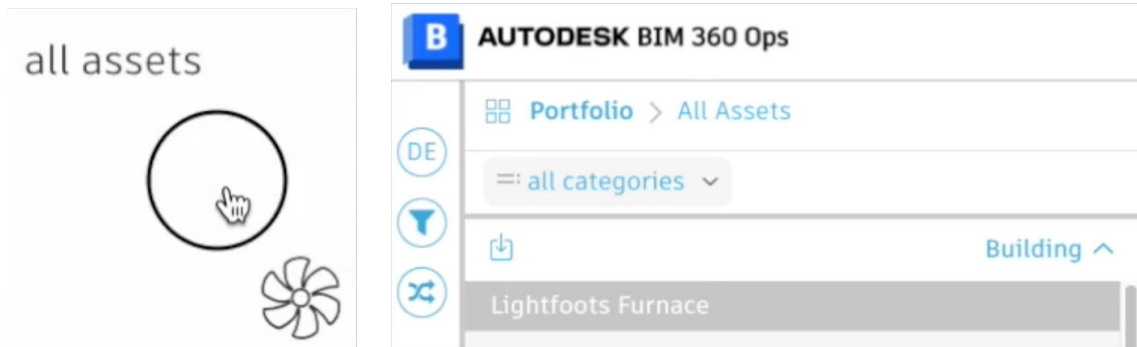 all assets
B AUTODESK BIM 360 Ops
Portfolio > All Assets
DE
all categories
Building
Lightfoots Furnace